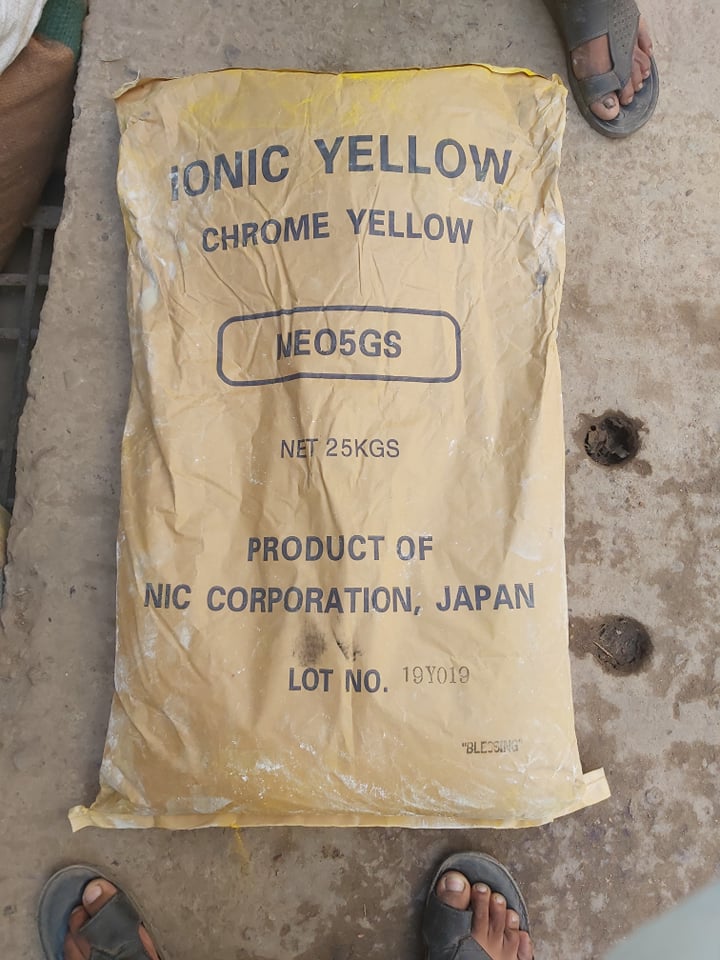 IONIC YELLOW
CHROME YELLOW
NEO5GS
NET 25KGS
PRODUCT OF
NIC CORPORATION, JAPAN
LOT NO. 19Y019
"BLESSING"